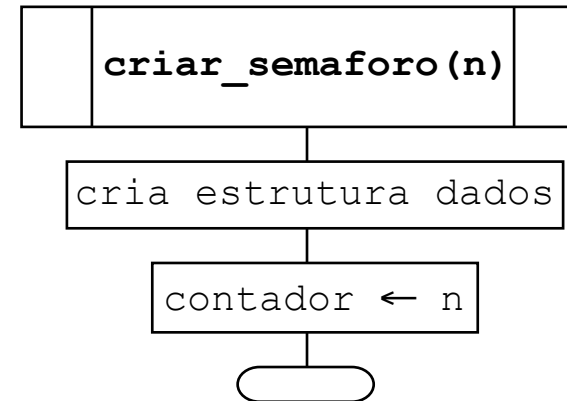 criar_semaforo(n)
cria estrutura dados
contador ← n